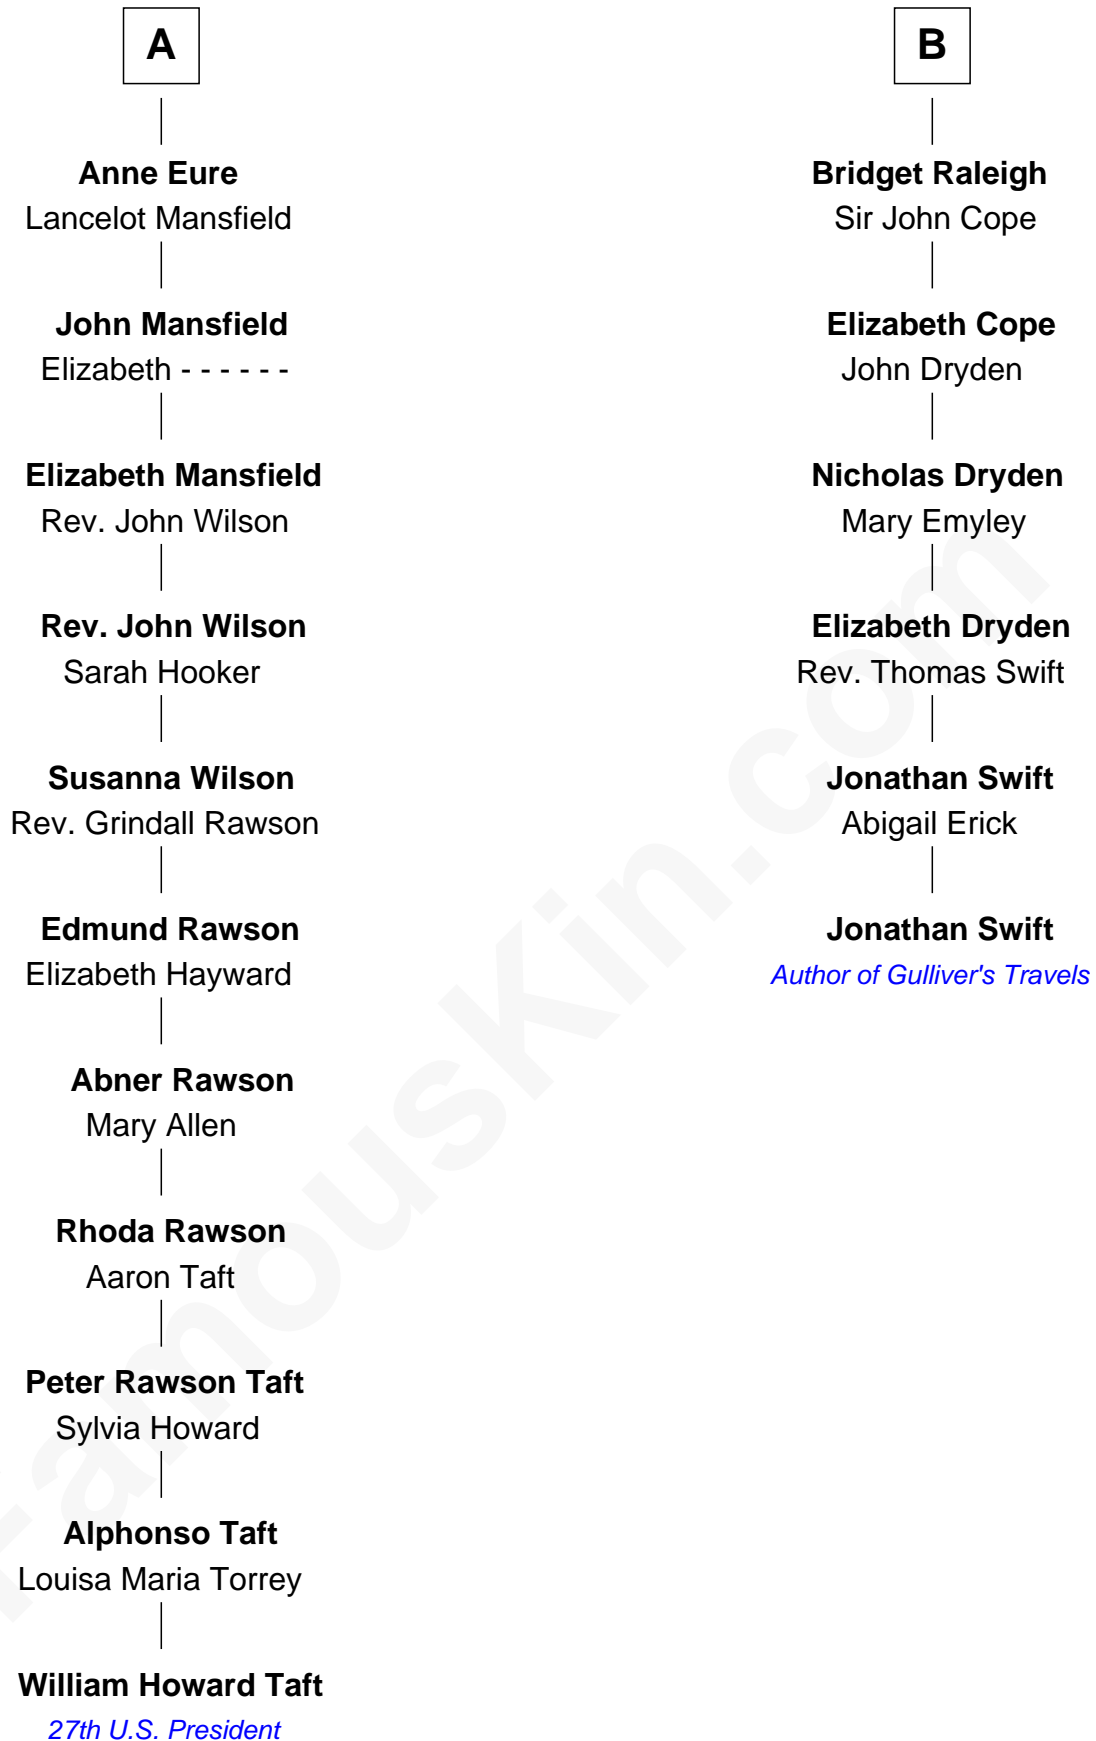 A
Anne Eure
Lancelot Mansfield
John Mansfield
Elizabeth - - - - - -
Elizabeth Mansfield
Rev. John Wilson
Rev. John Wilson
Sarah Hooker
Susanna Wilson
Rev. Grindall Rawson
Edmund Rawson
Elizabeth Hayward
Abner Rawson
Mary Allen
Rhoda Rawson
Aaron Taft
Peter Rawson Taft
Sylvia Howard
Alphonso Taft
Louisa Maria Torrey
William Howard Taft
27th U.S. President
B
Bridget Raleigh
Sir John Cope
Elizabeth Cope
John Dryden
Nicholas Dryden
Mary Emyley
Elizabeth Dryden
Rev. Thomas Swift
Jonathan Swift
Abigail Erick
Jonathan Swift
Author of Gulliver's Travels
FamousKin.com